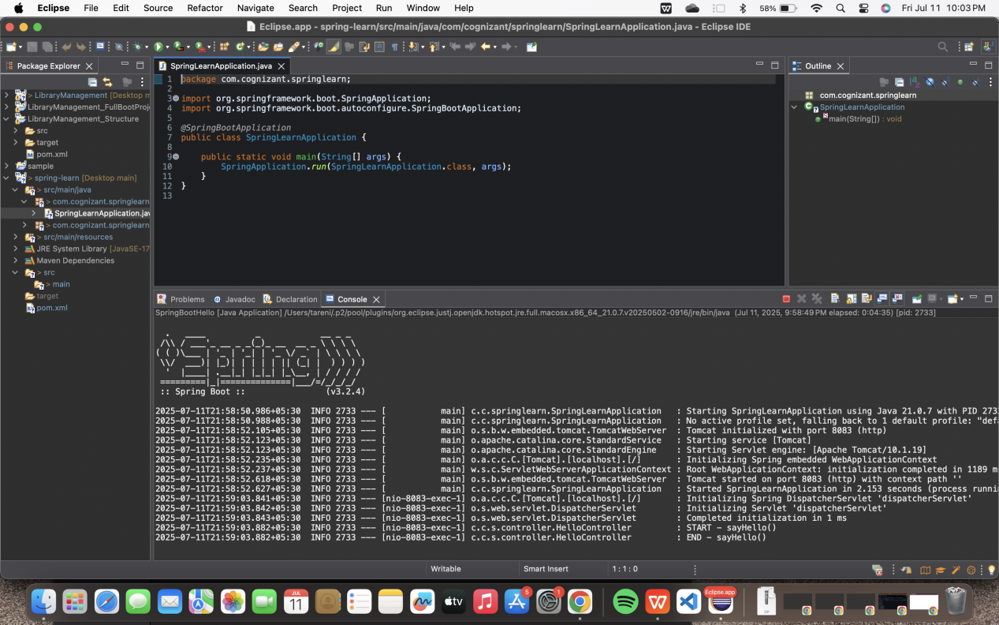 Eclipse File Edit Source Refactor Navigate Search Project Run Window Help 58% Fri Jul 11 10:03 PM
Eclipse.app - spring-learn/src/main/java/com/cognizant/springlearn/SpringLearnApplication.java - Eclipse IDE
Package Explorer
> LibraryManagement [Desktop m
LibraryManagement_FullBootProj
LibraryManagement_Structure
> src
target
pom.xml
sample
> spring-learn [Desktop main]
> src/main/java
> com.cognizant.springlearn
SpringLearnApplication.jav
> com.cognizant.springlearn
> src/main/resources
JRE System Library [JavaSE-17
Maven Dependencies
> src
> main
target
pom.xml
SpringLearnApplication.java
1 package com.cognizant.springlearn;
2
3 import org.springframework.boot.SpringApplication;
4 import org.springframework.boot.autoconfigure.SpringBootApplication;
5
6 @SpringBootApplication
7 public class SpringLearnApplication {
8
9 public static void main(String[] args) {
10 SpringApplication.run(SpringLearnApplication.class, args);
11 }
12 }
13
Outline
com.cognizant.springlearn
SpringLearnApplication
main(String[]) : void
Problems Javadoc Declaration Console
SpringBootHello [Java Application] /Users/tareni/.p2/pool/plugins/org.eclipse.justj.openjdk.hotspot.jre.full.macosx.x86_64_21.0.7.v20250502-0916/jre/bin/java (Jul 11, 2025, 9:58:49 PM elapsed: 0:04:35) [pid: 2733]
Spring
:: Spring Boot :: (v3.2.4)
2025-07-11T21:58:50.986+05:30 INFO 2733 --- [ main] c.c.springlearn.SpringLearnApplication : Starting SpringLearnApplication using Java 21.0.7 with PID 273
2025-07-11T21:58:50.988+05:30 INFO 2733 --- [ main] c.c.springlearn.SpringLearnApplication : No active profile set, falling back to 1 default profile: "def
2025-07-11T21:58:52.105+05:30 INFO 2733 --- [ main] o.s.b.w.embedded.tomcat.TomcatWebServer : Tomcat initialized with port 8083 (http)
2025-07-11T21:58:52.123+05:30 INFO 2733 --- [ main] o.apache.catalina.core.StandardService : Starting service [Tomcat]
2025-07-11T21:58:52.123+05:30 INFO 2733 --- [ main] o.apache.catalina.core.StandardEngine : Starting Servlet engine: [Apache Tomcat/10.1.19]
2025-07-11T21:58:52.235+05:30 INFO 2733 --- [ main] o.a.c.c.C.[Tomcat].[localhost].[/] : Initializing Spring embedded WebApplicationContext
2025-07-11T21:58:52.237+05:30 INFO 2733 --- [ main] w.s.c.ServletWebServerApplicationContext : Root WebApplicationContext: initialization completed in 1189 m
2025-07-11T21:58:52.618+05:30 INFO 2733 --- [ main] o.s.b.w.embedded.tomcat.TomcatWebServer : Tomcat started on port 8083 (http) with context path ''
2025-07-11T21:58:52.627+05:30 INFO 2733 --- [ main] c.c.springlearn.SpringLearnApplication : Started SpringLearnApplication in 2.153 seconds (process runni
2025-07-11T21:59:03.841+05:30 INFO 2733 --- [nio-8083-exec-1] o.a.c.c.C.[Tomcat].[localhost].[/] : Initializing Spring DispatcherServlet 'dispatcherServlet'
2025-07-11T21:59:03.842+05:30 INFO 2733 --- [nio-8083-exec-1] o.s.web.servlet.DispatcherServlet : Initializing Servlet 'dispatcherServlet'
2025-07-11T21:59:03.843+05:30 INFO 2733 --- [nio-8083-exec-1] o.s.web.servlet.DispatcherServlet : Completed initialization in 1 ms
2025-07-11T21:59:03.882+05:30 INFO 2733 --- [nio-8083-exec-1] c.c.s.controller.HelloController : START - sayHello()
2025-07-11T21:59:03.882+05:30 INFO 2733 --- [nio-8083-exec-1] c.c.s.controller.HelloController : END - sayHello()
Writable Smart Insert 1 : 1 : 0
JUL 11 tv 5 1 Eclipse.app ZIP